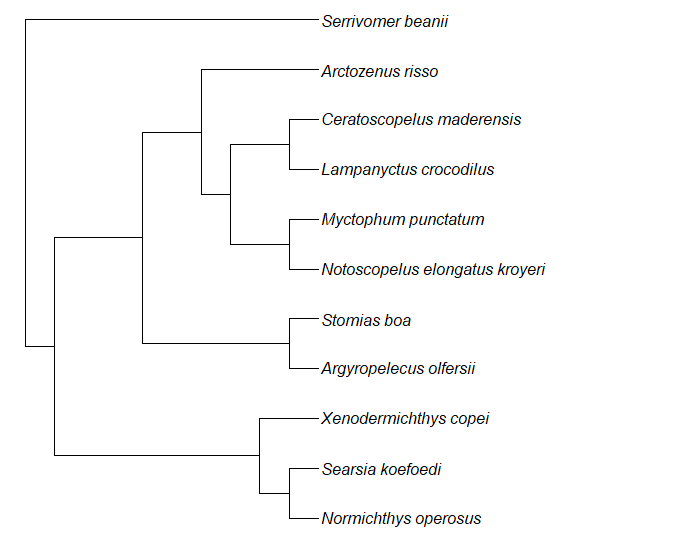 Serrivomer beanii
Arctozenus risso
Ceratoscopelus maderensis
Lampanyctus crocodilus
Myctophum punctatum
Notoscopelus elongatus kroyeri
Stomias boa
Argyropelecus olfersii
Xenodermichthys copei
Searsia koefoedi
Normichthys operosus